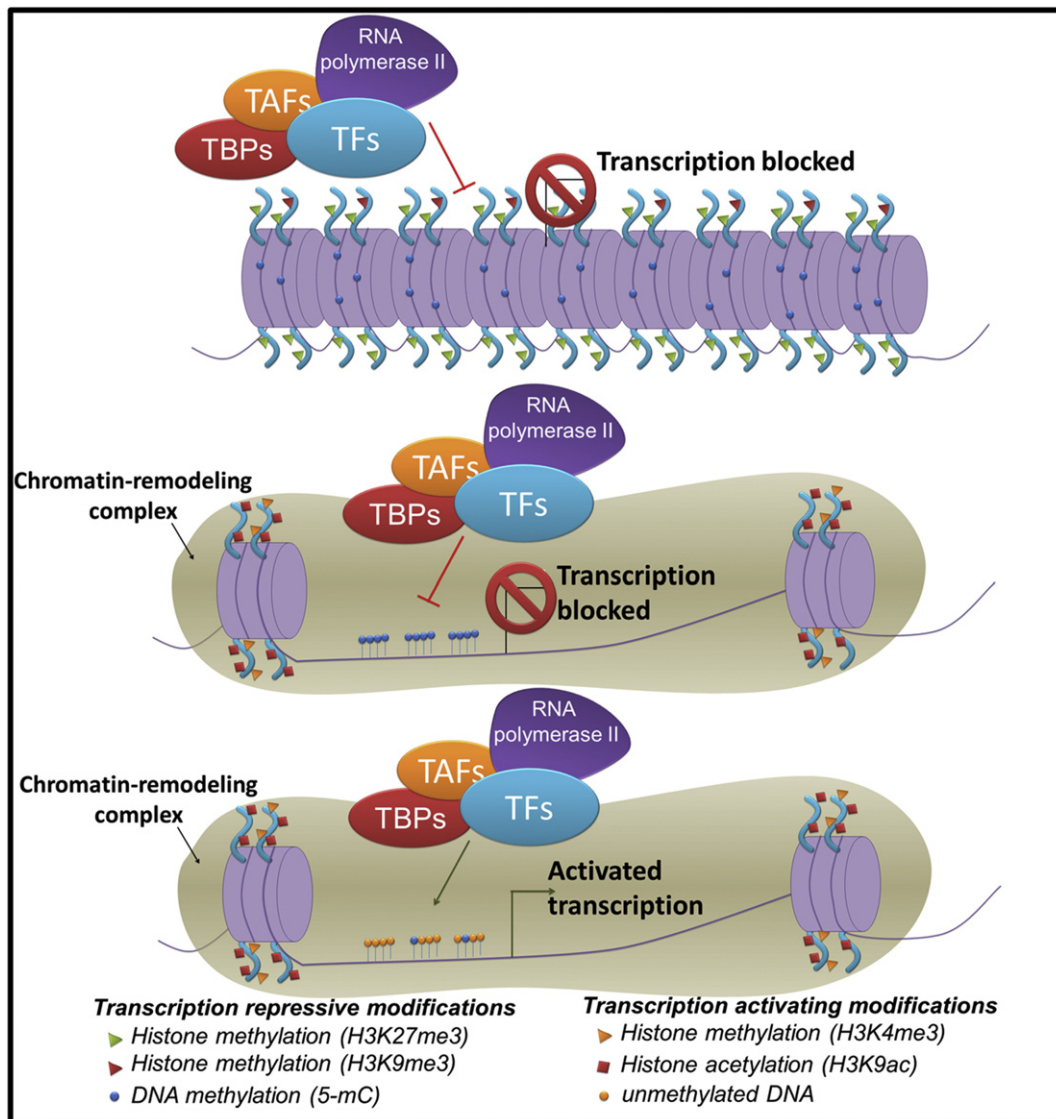 RNA
polymerase II
TAFs
TBPs
TFs
Transcription blocked
RNA
polymerase II
TAFs
TBPs
TFs
Chromatin-remodeling
complex
Transcription
blocked
RNA
polymerase II
TAFs
TBPs
TFs
Chromatin-remodeling
complex
Activated
transcription
Transcription repressive modifications
Histone methylation (H3K27me3)
Histone methylation (H3K9me3)
DNA methylation (5-mC)
Transcription activating modifications
Histone methylation (H3K4me3)
Histone acetylation (H3K9ac)
unmethylated DNA